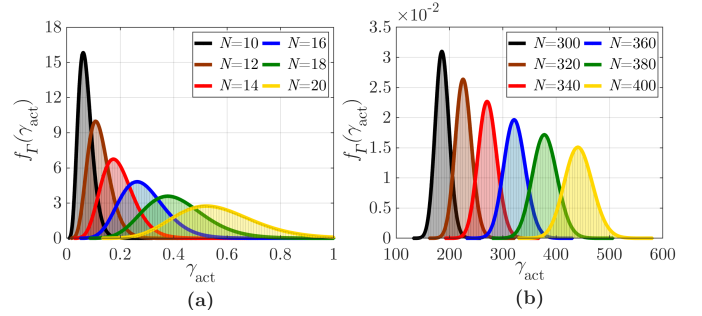 18
15
12
9
6
3
0
f_Γ(γ_act)
N=10 N=16
N=12 N=18
N=14 N=20
0 0.2 0.4 0.6 0.8 1
γ_act
(a)
×10⁻²
3.5
3
2.5
2
1.5
1
0.5
0
f_Γ(γ_act)
N=300 N=360
N=320 N=380
N=340 N=400
100 200 300 400 500 600
γ_act
(b)